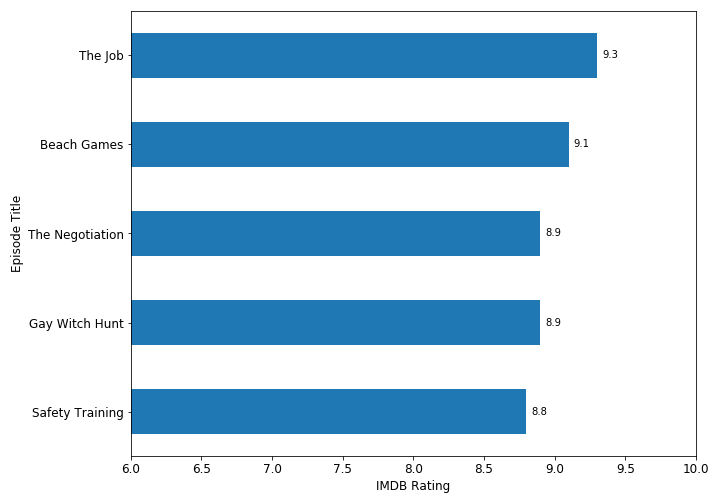 The Job
9.3
Beach Games
9.1
Episode Title
The Negotiation
8.9
Gay Witch Hunt
8.9
Safety Training
8.8
6.0 6.5 7.0 7.5 8.0 8.5 9.0 9.5 10.0
IMDB Rating